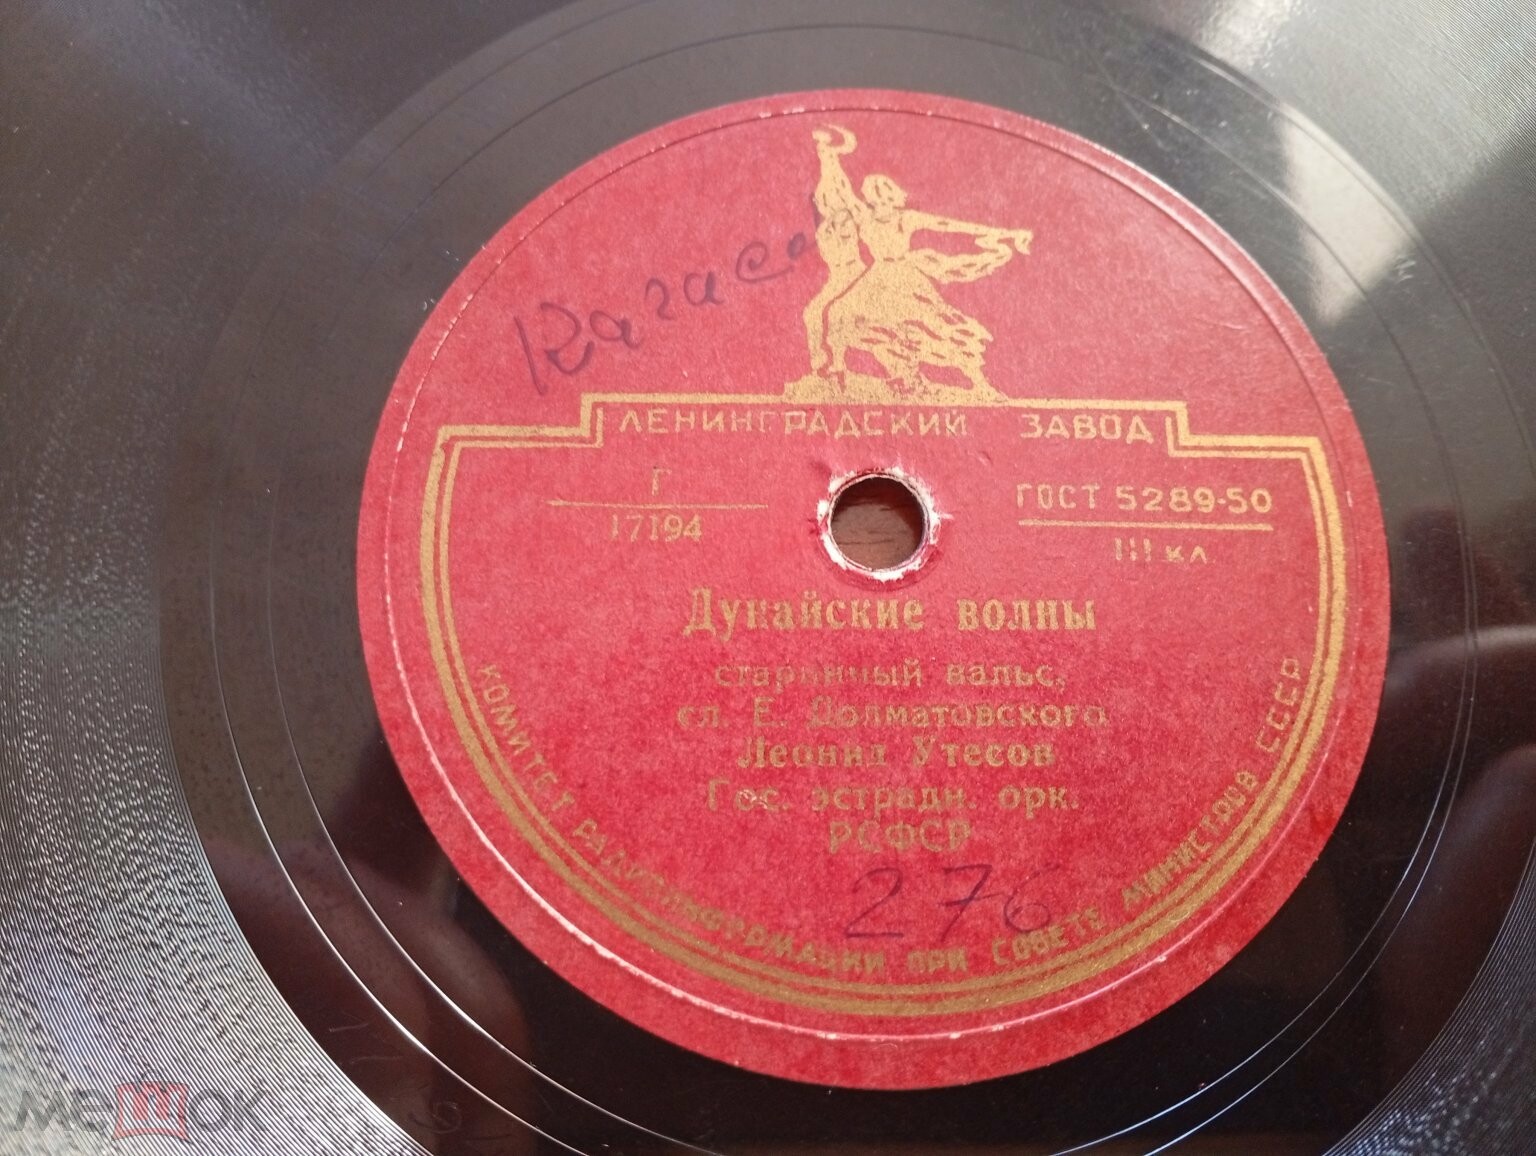 ЛЕНИНГРАДСКИЙ ЗАВОД
Г
17194
ГОСТ 5289-50
III кл
Дунайские волны
старинный вальс,
сл. Е. Долматовского
Леонид Утесов
Гос. эстрадн. орк.
РСФСР
276
КОМИТЕТ РАДИОИНФОРМАЦИИ ПРИ СОВЕТЕ МИНИСТРОВ СССР
мешок